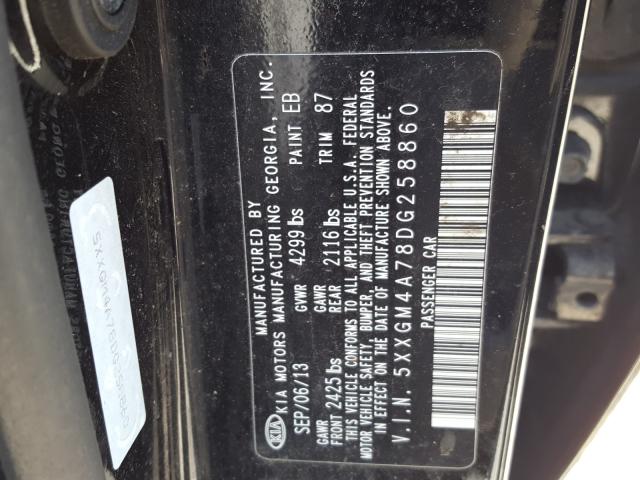 KIA
MANUFACTURED BY
KIA MOTORS MANUFACTURING GEORGIA, INC.
SEP/06/13 GVWR 4299 lbs PAINT EB
GAWR GAWR
FRONT 2425 lbs REAR 2116 lbs TRIM 87
THIS VEHICLE CONFORMS TO ALL APPLICABLE U.S.A. FEDERAL
MOTOR VEHICLE SAFETY, BUMPER, AND THEFT PREVENTION STANDARDS
IN EFFECT ON THE DATE OF MANUFACTURE SHOWN ABOVE.
V.I.N. 5XXGM4A78DG258860
PASSENGER CAR